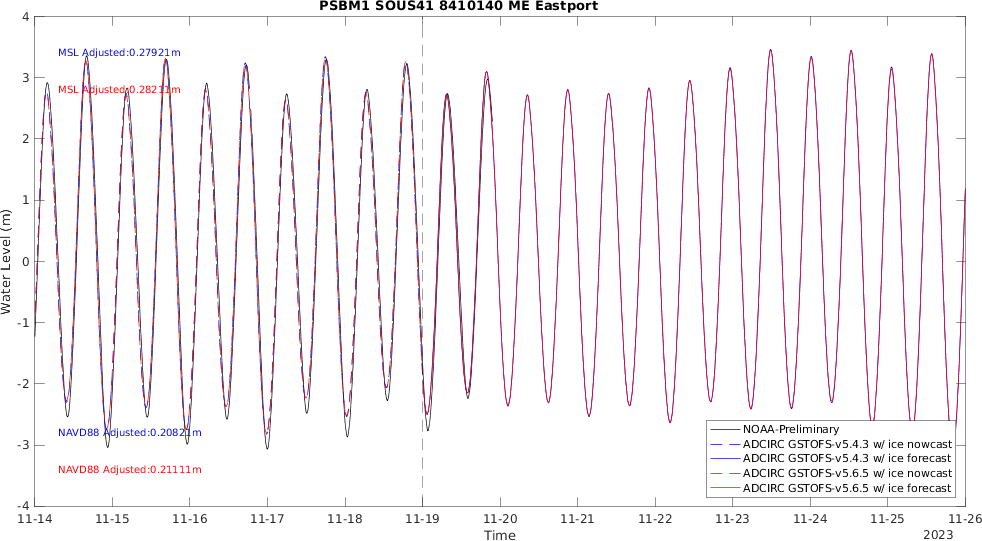 PSBM1 SOUS41 8410140 ME Eastport
4
3
2
1
0
-1
-2
-3
-4
Water Level (m)
MSL Adjusted:0.27921m
MSL Adjusted:0.28211m
NAVD88 Adjusted:0.20821m
NAVD88 Adjusted:0.21111m
NOAA-Preliminary
ADCIRC GSTOFS-v5.4.3 w/ ice nowcast
ADCIRC GSTOFS-v5.4.3 w/ ice forecast
ADCIRC GSTOFS-v5.6.5 w/ ice nowcast
ADCIRC GSTOFS-v5.6.5 w/ ice forecast
11-14 11-15 11-16 11-17 11-18 11-19 11-20 11-21 11-22 11-23 11-24 11-25 11-26
Time
2023